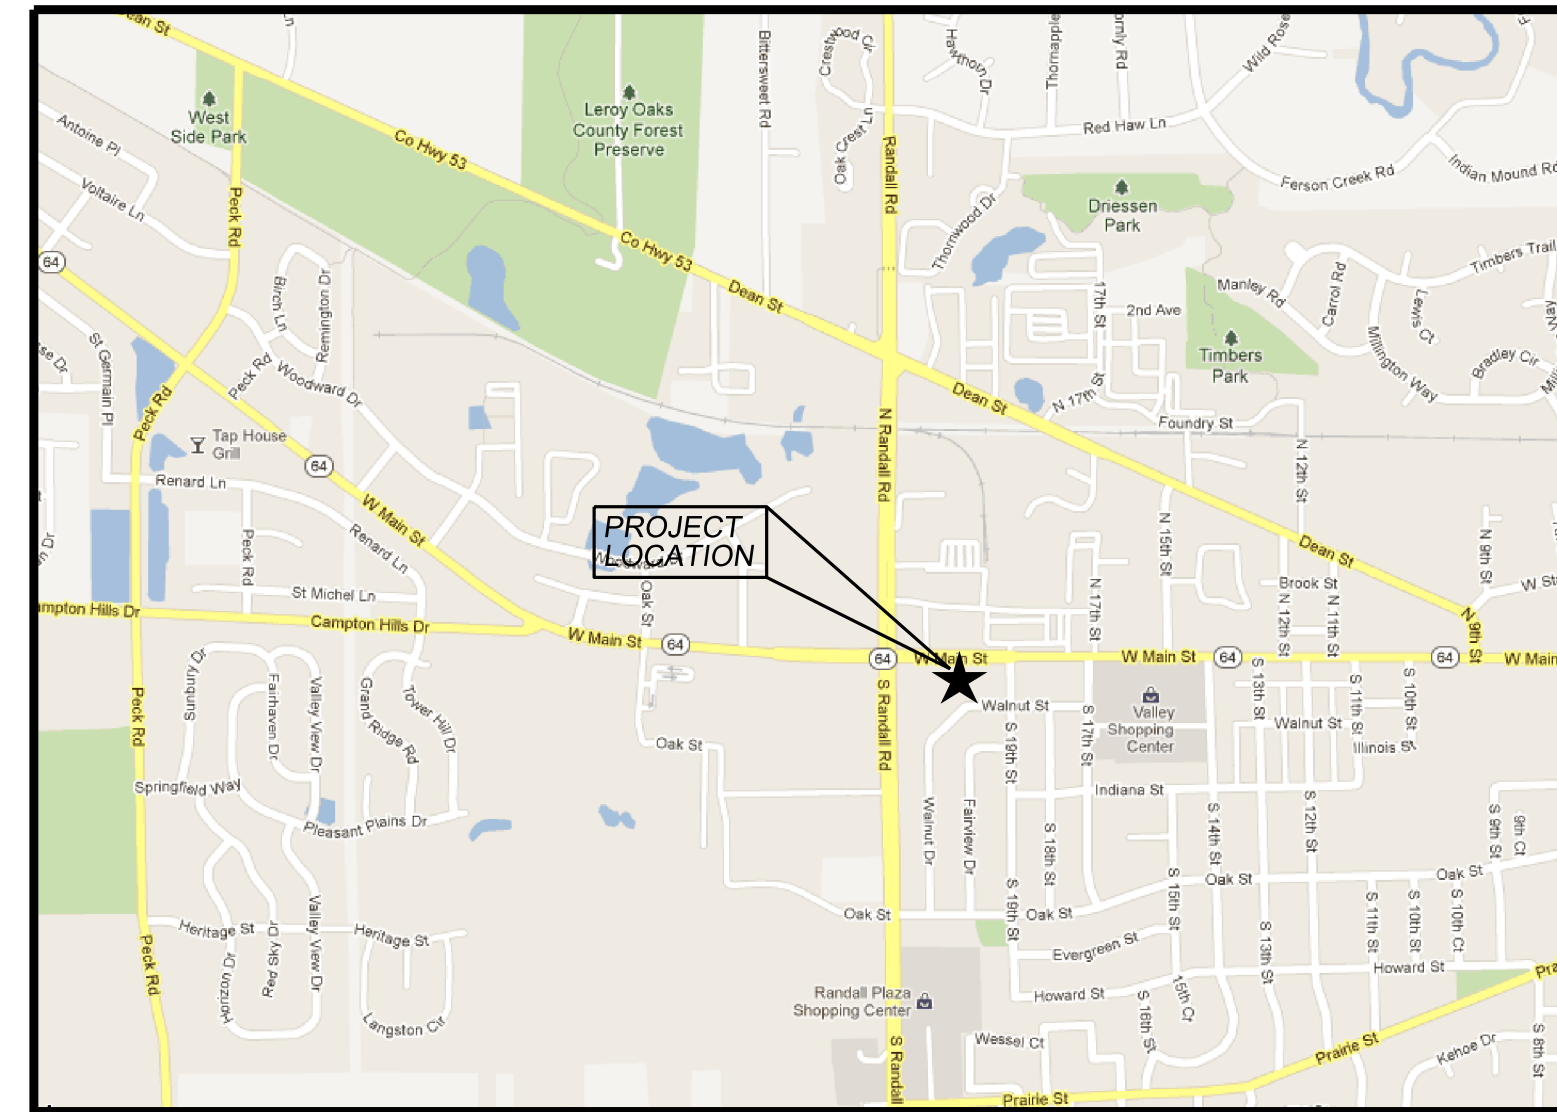 Dean St
West
Side Park
Antoine Pl
Voltaire Ln
Peck Rd
Co Hwy 53
Leroy Oaks
County Forest
Preserve
Bittersweet Rd
Crestwood Cir
Oak Crest Ln
Randall Rd
Hawthorn Dr
Red Haw Ln
Wild Rose
Ferson Creek Rd
Indian Mound Rd
Driessen
Park
Thornwood Dr
64
Birch Ln
Remington Dr
Co Hwy 53
Dean St
17th St
2nd Ave
Manley Rd
Carrol Rd
Lewis Ct
Timbers Trail
Millington Way
Bradley Cir
Timbers
Park
St Germain Pl
Peck Rd
Woodward Dr
Peck Rd
Dean St
N 17th St
Foundry St
Tap House
Grill
64
Renard Ln
W Main St
N Randall Rd
N 12th St
PROJECT
LOCATION
Peck Rd
Renard Ln
N 15th St
Dean St
N 9th St
St Michel Ln
Oak St
N 17th St
Brook St
N 12th St
N 11th St
W St
Campton Hills Dr
W Main St
64
64
W Main St
W Main St
64
64
W Main
N 9th St
Sunquns Dr
Fairhaven Dr
Valley View Dr
Grand Ridge Rd
Tower Hill Dr
Peck Rd
S Randall Rd
Walnut St
S 19th St
S 17th St
Valley
Shopping
Center
S 13th St
Walnut St
S 11th St
S 10th St
Illinois St
Oak St
Springfield Way
Pleasant Plains Dr
Walnut Dr
Fairview Dr
S 18th St
Indiana St
S 14th St
S 12th St
S 9th St
9th Ct
Oak St
Oak St
S 19th St
S 15th St
Oak St
Oak St
S 11th St
S 10th St
S 10th Ct
Heritage St
Heritage St
Valley View Dr
Red Sky Dr
Horizon Dr
Peck Rd
Evergreen St
S 13th St
Howard St
Howard St
15th Cr
S 16th St
Randall Plaza
Shopping Center
Langston Cir
Wessel Ct
S Randall
Prairie St
Prairie St
Kehoe Dr
S 8th St